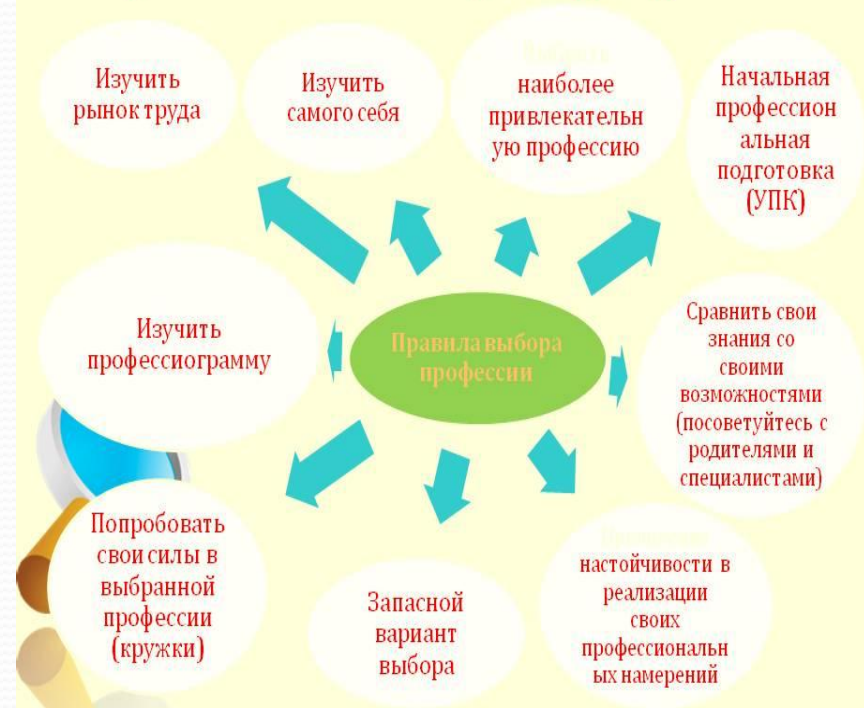 Изучить
рынок труда
Изучить
самого себя
Выбрать
наиболее
привлекательн
ую профессию
Начальная
профессион
альная
подготовка
(УПК)
Изучить
профессиограмму
Правила выбора
профессии
Сравнить свои
знания со
своими
возможностями
(посоветуйтесь с
родителями и
специалистами)
Попробовать
свои силы в
выбранной
профессии
(кружки)
Запасной
вариант
выбора
настойчивости в
реализации
своих
профессиональн
ых намерений